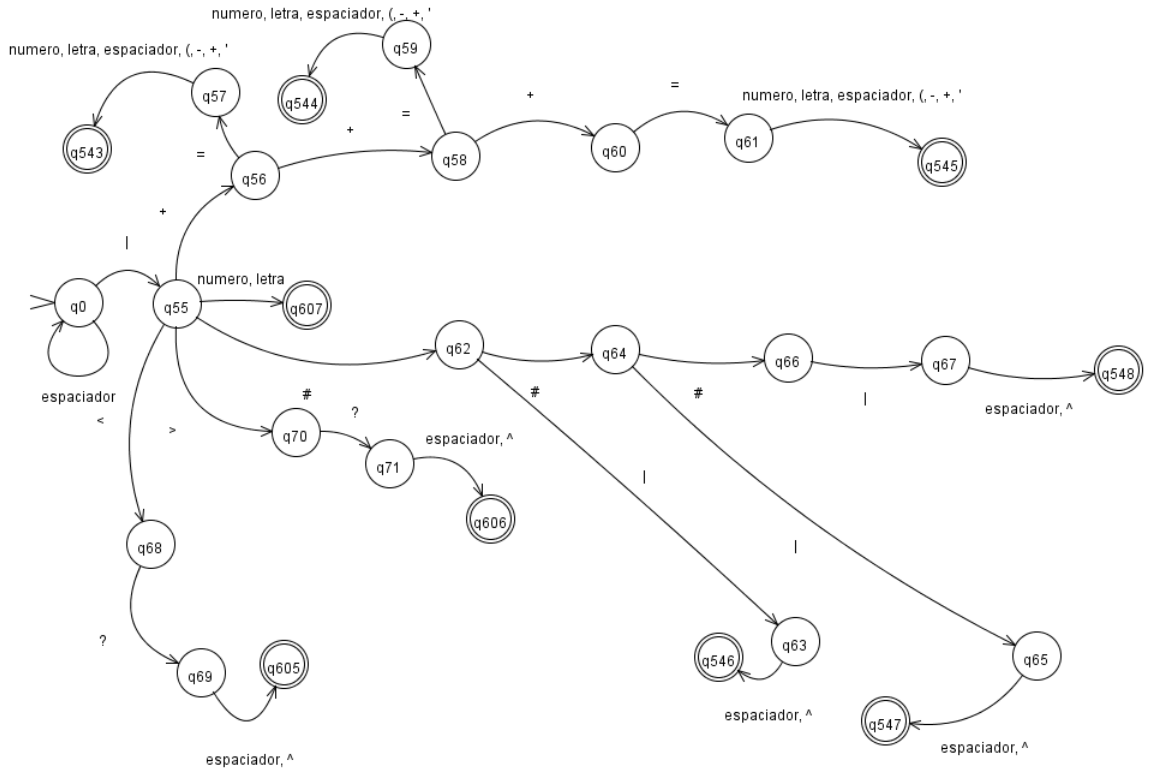 numero, letra, espaciador, (, -, +, '
numero, letra, espaciador, (, -, +, '
q59
q57
q544
+
=
numero, letra, espaciador, (, -, +, '
q543
=
+
=
q56
q58
q60
q61
q545
+
|
q0
q55
numero, letra
q607
espaciador
q62
q64
q66
q67
q548
<
>
#
?
#
#
|
espaciador, ^
q70
espaciador, ^
q71
q606
|
|
q68
?
q69
q605
q546
q63
q65
espaciador, ^
q547
espaciador, ^
espaciador, ^